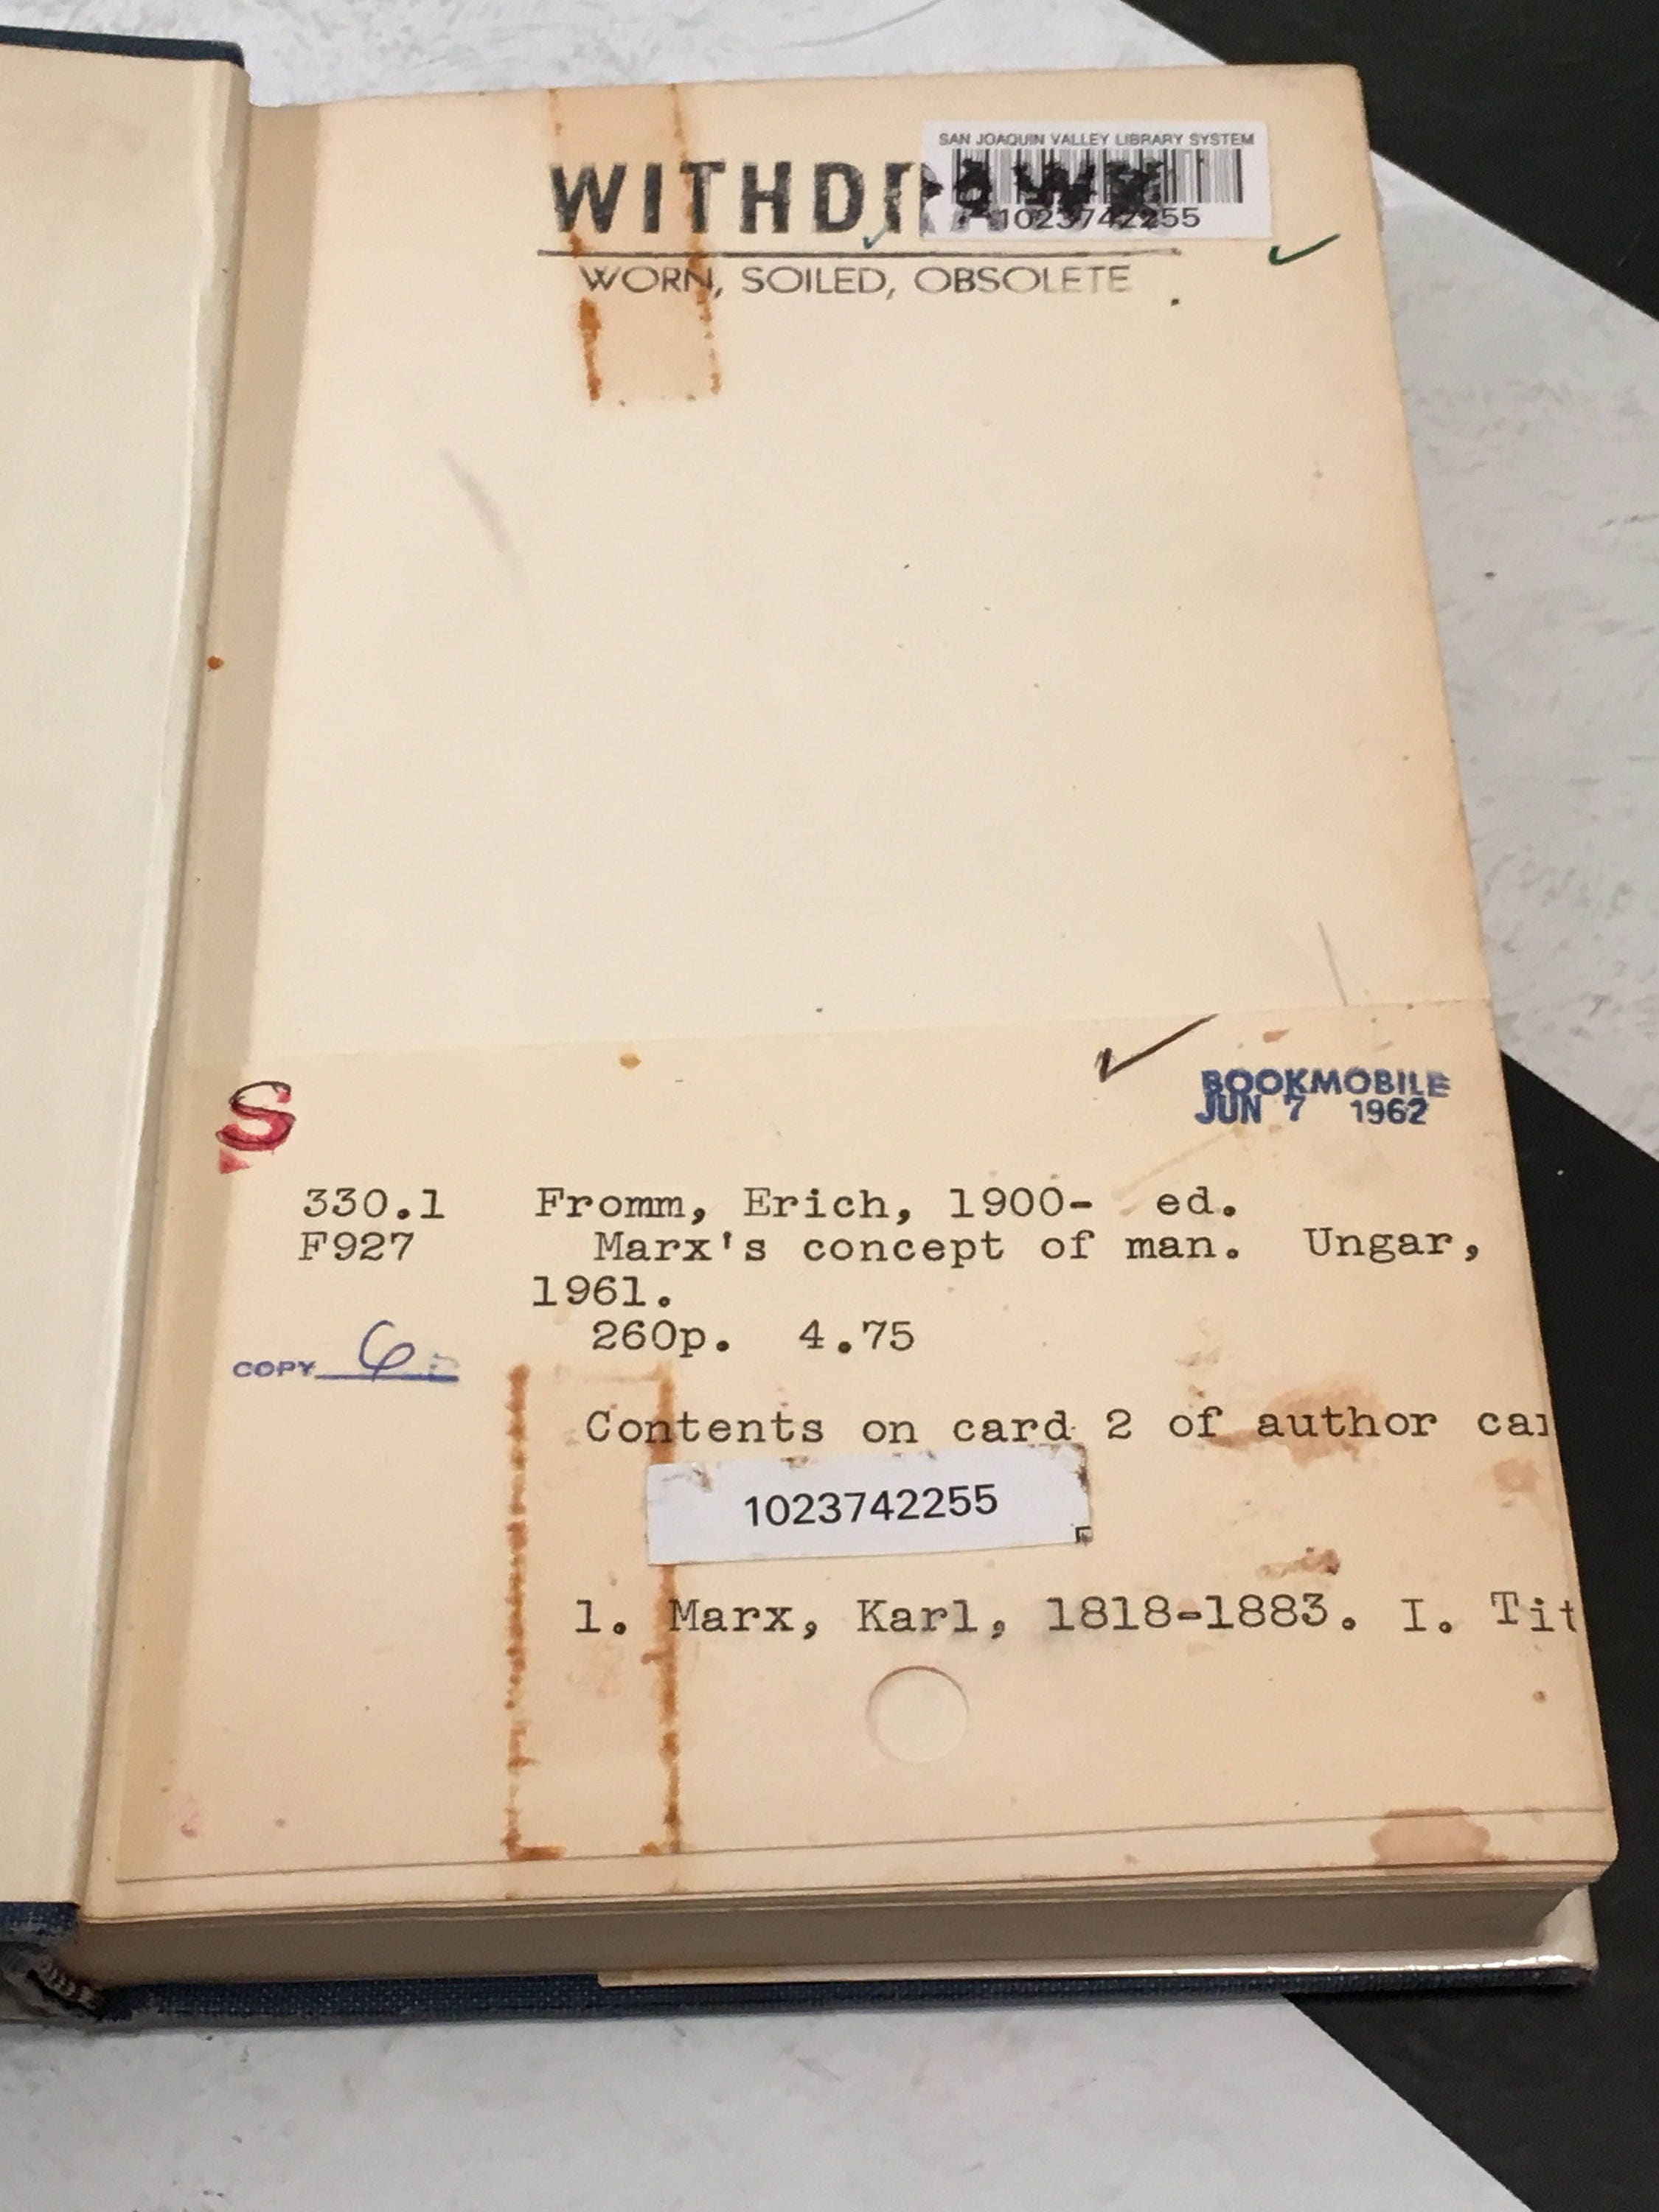 SAN JOAQUIN VALLEY LIBRARY SYSTEM
WITHDRAWN
1023742255
WORN, SOILED, OBSOLETE
S
BOOKMOBILE
JUN 7 1962
330.1 Fromm, Erich, 1900- ed.
F927 Marx's concept of man. Ungar,
1961.
260p. 4.75
COPY 6
Contents on card 2 of author car
1023742255
1. Marx, Karl, 1818-1883. I. Tit